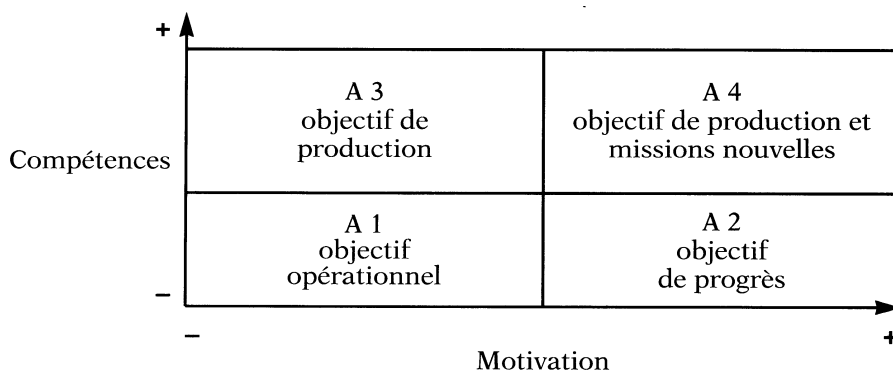 +
A 3
objectif de
production
A 4
objectif de production et
missions nouvelles
Compétences
A 1
objectif
opérationnel
A 2
objectif
de progrès
–
–
+
Motivation